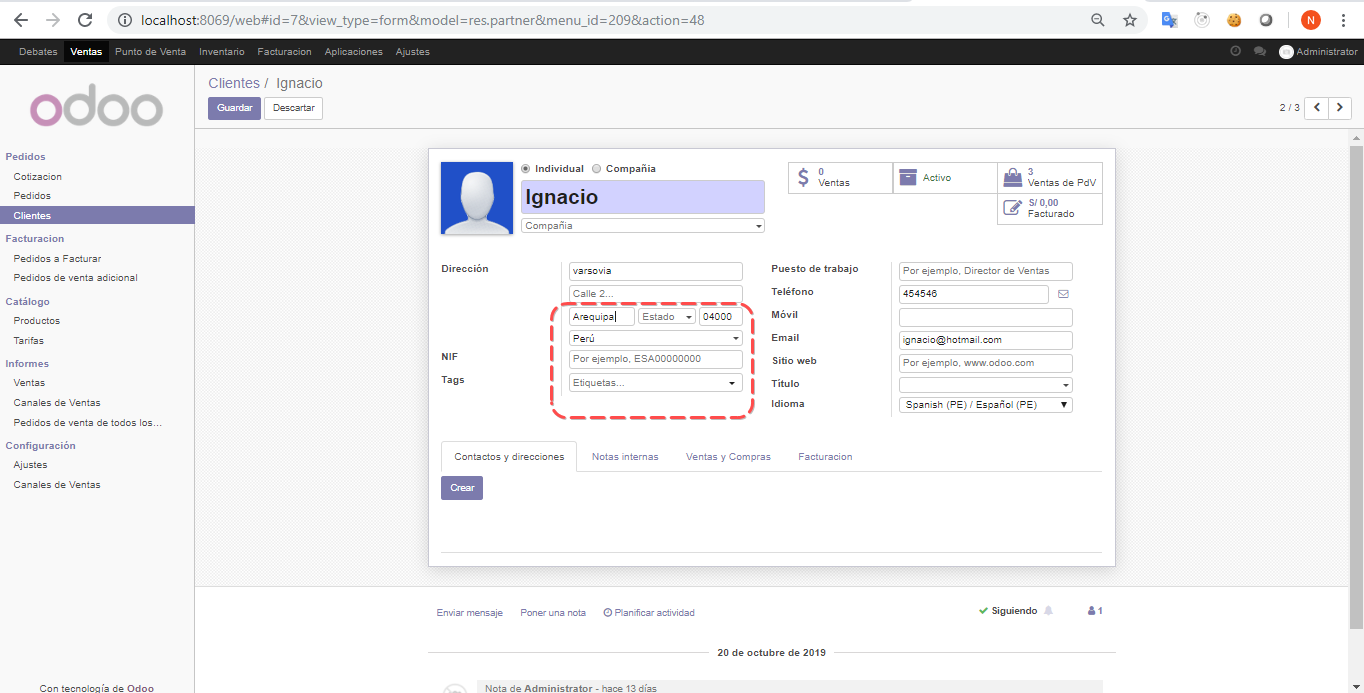 localhost:8069/web#id=7&view_type=form&model=res.partner&menu_id=209&action=48
N
Debates Ventas Punto de Venta Inventario Facturacion Aplicaciones Ajustes Administrator
odoo
Pedidos
Cotizacion
Pedidos
Clientes
Facturacion
Pedidos a Facturar
Pedidos de venta adicional
Catálogo
Productos
Tarifas
Informes
Ventas
Canales de Ventas
Pedidos de venta de todos los...
Configuración
Ajustes
Canales de Ventas
Con tecnología de Odoo
Clientes / Ignacio
Guardar Descartar
2 / 3
Individual Compañia
Ignacio
Compañia
$ 0 Ventas
Activo
3 Ventas de PdV
S/ 0,00 Facturado
Dirección varsovia
Calle 2...
Arequipa Estado 04000
Perú
NIF Por ejemplo, ESA00000000
Tags Etiquetas...
Puesto de trabajo Por ejemplo, Director de Ventas
Teléfono 454546
Móvil
Email ignacio@hotmail.com
Sitio web Por ejemplo, www.odoo.com
Título
Idioma Spanish (PE) / Español (PE)
Contactos y direcciones Notas internas Ventas y Compras Facturacion
Crear
Enviar mensaje Poner una nota Planificar actividad Siguiendo 1
20 de octubre de 2019
Nota de Administrator - hace 13 días